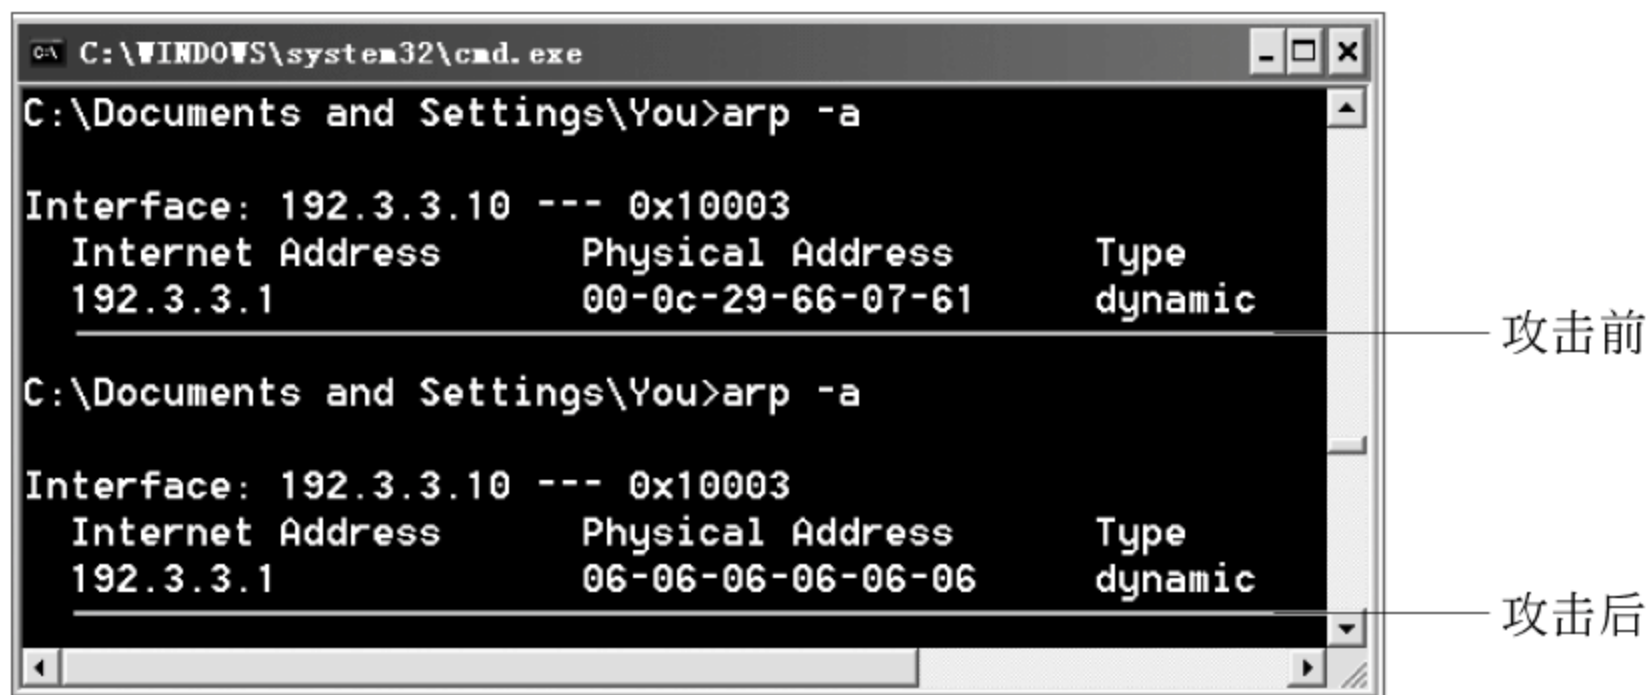 C:\WINDOWS\system32\cmd.exe
C:\Documents and Settings\You>arp -a
Interface: 192.3.3.10 --- 0x10003
Internet Address Physical Address Type
192.3.3.1 00-0c-29-66-07-61 dynamic
攻击前
C:\Documents and Settings\You>arp -a
Interface: 192.3.3.10 --- 0x10003
Internet Address Physical Address Type
192.3.3.1 06-06-06-06-06-06 dynamic
攻击后